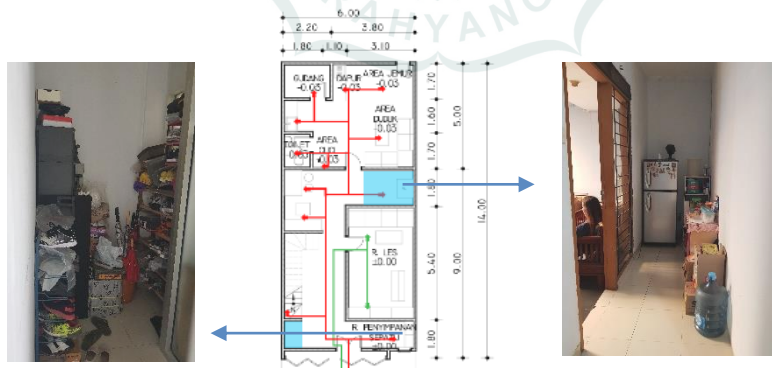 AHYANG
6.00
2.20 3.80
1.80 1.10 3.10
GUDANG
-0.03
DAPUR
-0.03
AREA JEMUR
-0.03
AREA
DUDUK
-0.03
TOILET
AREA
-0.03
R. LES
±0.00
R. PENYIMPANAN
SEPATU
±0.00
1.70
1.60
1.70
1.80
5.40
1.80
5.00
9.00
14.00